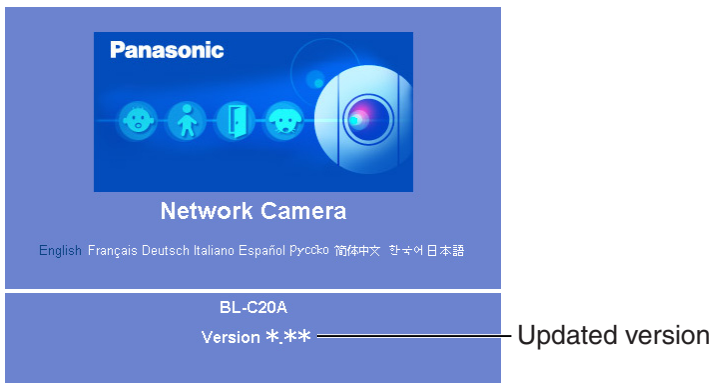 Panasonic
Network Camera
English Français Deutsch Italiano Español Русско 简体中文 한국어 日本語
BL-C20A
Version *.**
Updated version